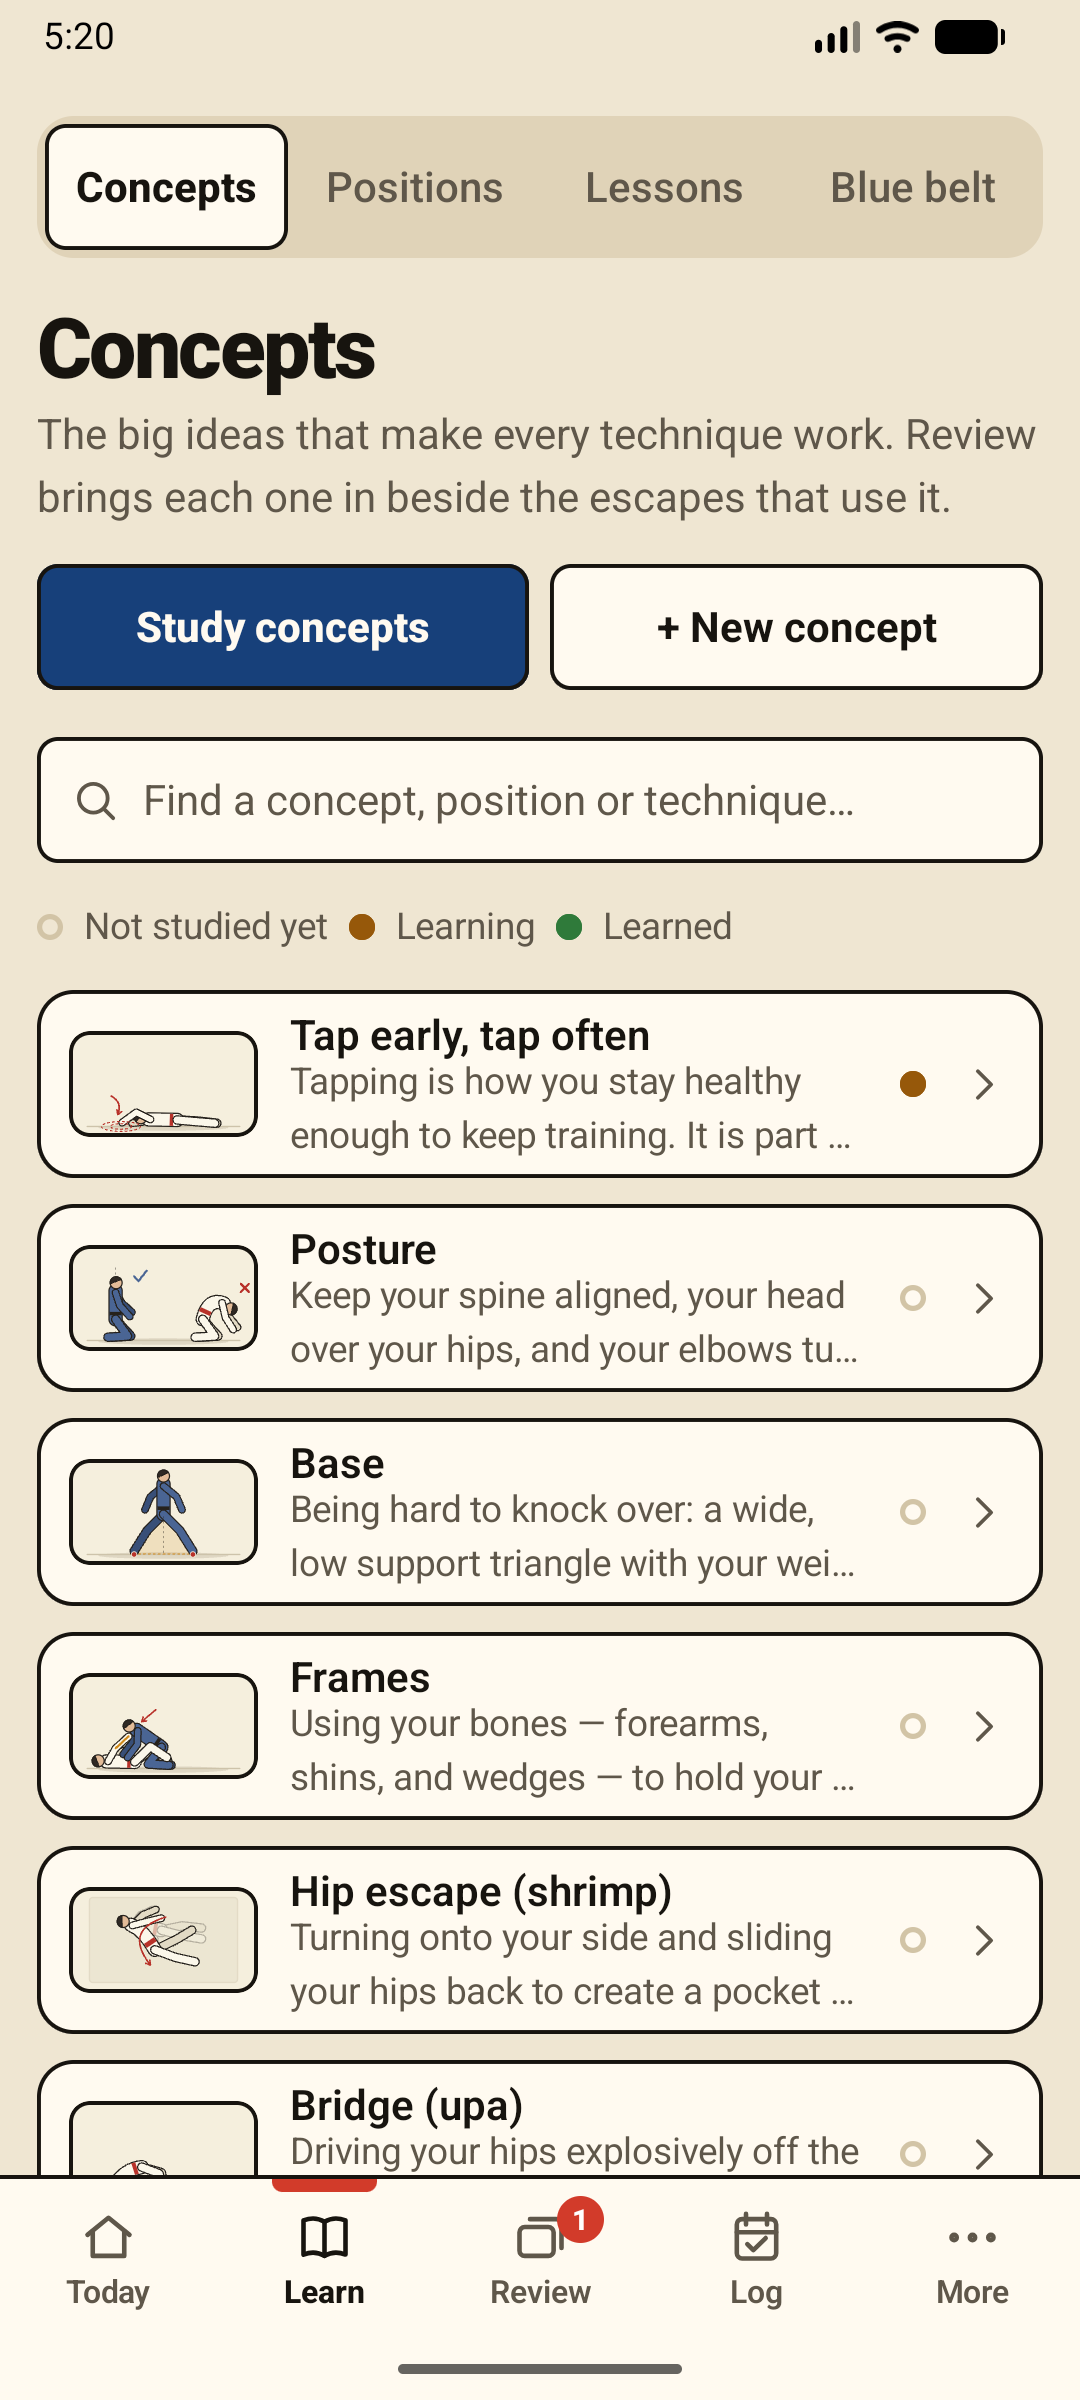 5:20
Concepts
Positions
Lessons
Blue belt
Concepts
The big ideas that make every technique work. Review
brings each one in beside the escapes that use it.
Study concepts
+ New concept
Find a concept, position or technique...
Not studied yet
Learning
Learned
Tap early, tap often
Tapping is how you stay healthy
enough to keep training. It is part ...
Posture
Keep your spine aligned, your head
over your hips, and your elbows tu...
Base
Being hard to knock over: a wide,
low support triangle with your wei...
Frames
Using your bones — forearms,
shins, and wedges — to hold your ...
Hip escape (shrimp)
Turning onto your side and sliding
your hips back to create a pocket ...
Bridge (upa)
Driving your hips explosively off the
1
Today
Learn
Review
Log
More